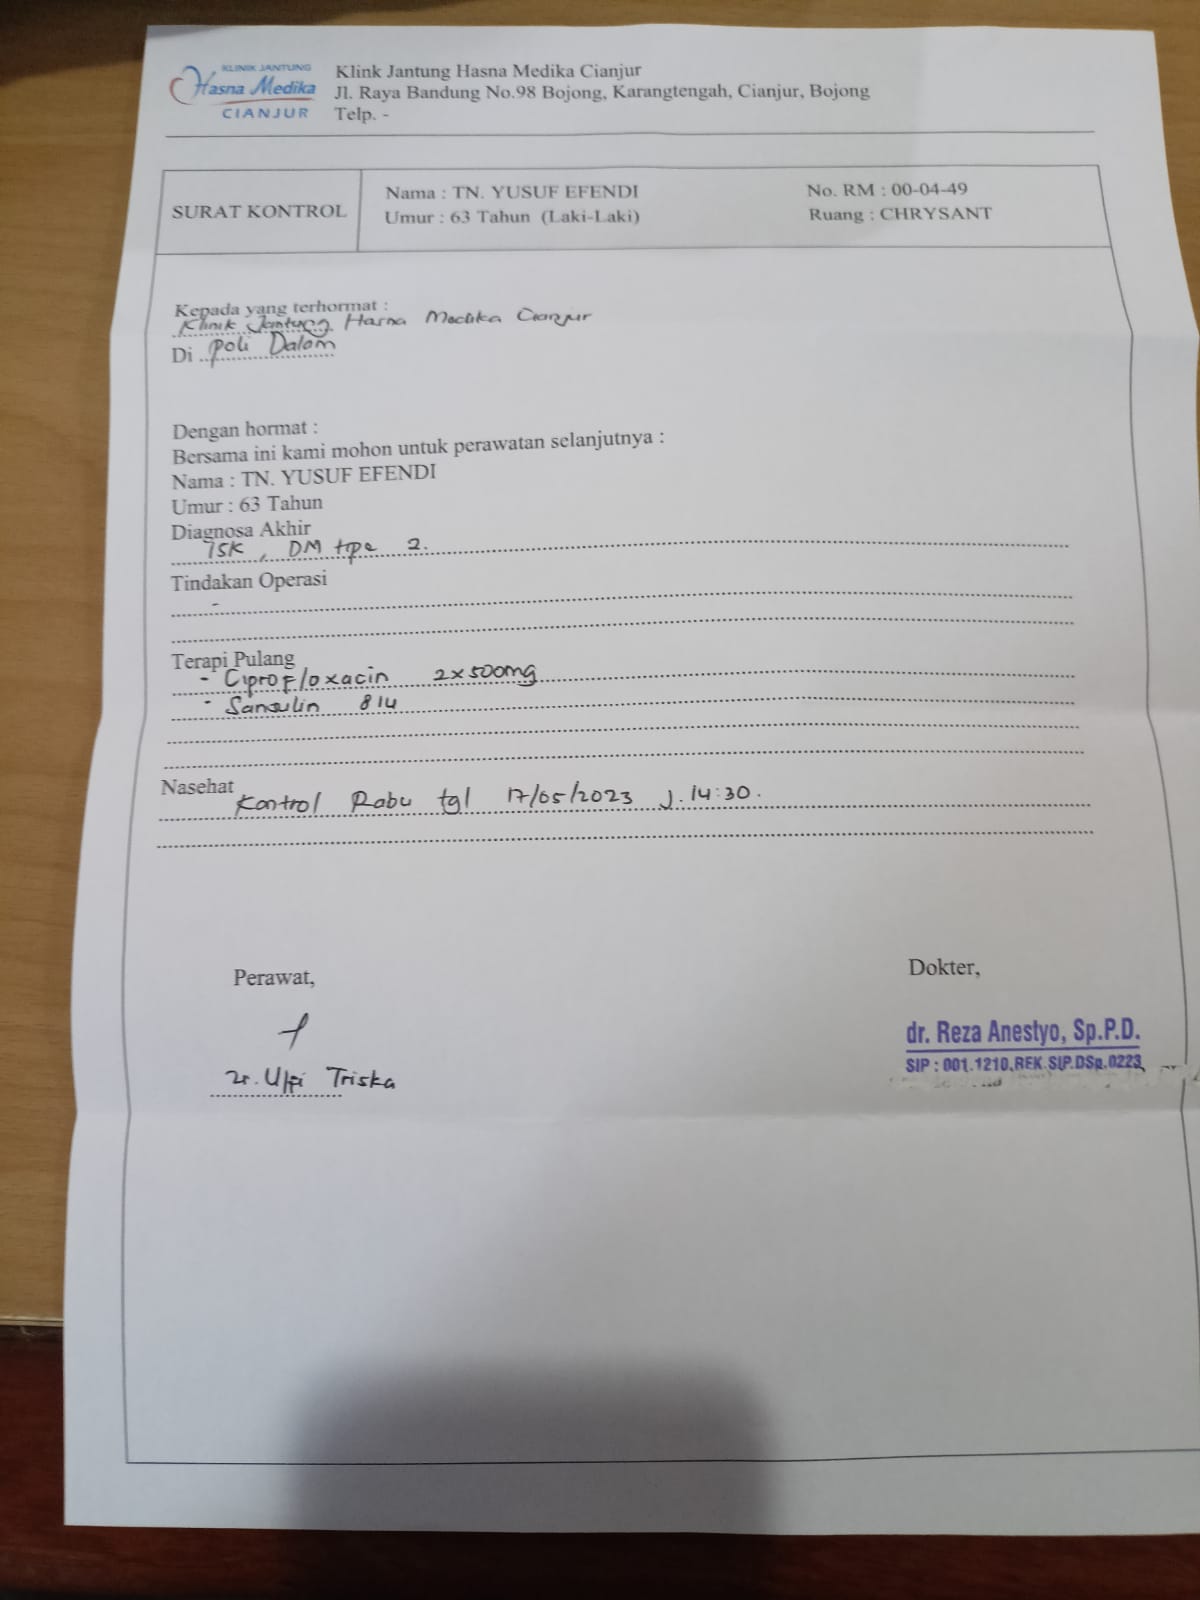 KLINIK JANTUNG
Hasna Medika
CIANJUR
Klink Jantung Hasna Medika Cianjur
Jl. Raya Bandung No.98 Bojong, Karangtengah, Cianjur, Bojong
Telp. -
SURAT KONTROL
Nama : TN. YUSUF EFENDI
Umur : 63 Tahun (Laki-Laki)
No. RM : 00-04-49
Ruang : CHRYSANT
Kepada yang terhormat :
Klinik Jantung Hasna Medika Cianjur
Di Poli Dalam
Dengan hormat :
Bersama ini kami mohon untuk perawatan selanjutnya :
Nama : TN. YUSUF EFENDI
Umur : 63 Tahun
Diagnosa Akhir
ISK, DM tipe 2.
Tindakan Operasi
-
Terapi Pulang
- Ciprofloxacin 2x500mg
- Sansulin 8 IU
Nasehat
Kontrol Rabu tgl 17/05/2023 J. 14:30.
Perawat,
Zr. Ulfi Triska
Dokter,
dr. Reza Anestyo, Sp.P.D.
SIP : 001.1210.REK.SIP.DSp.0223